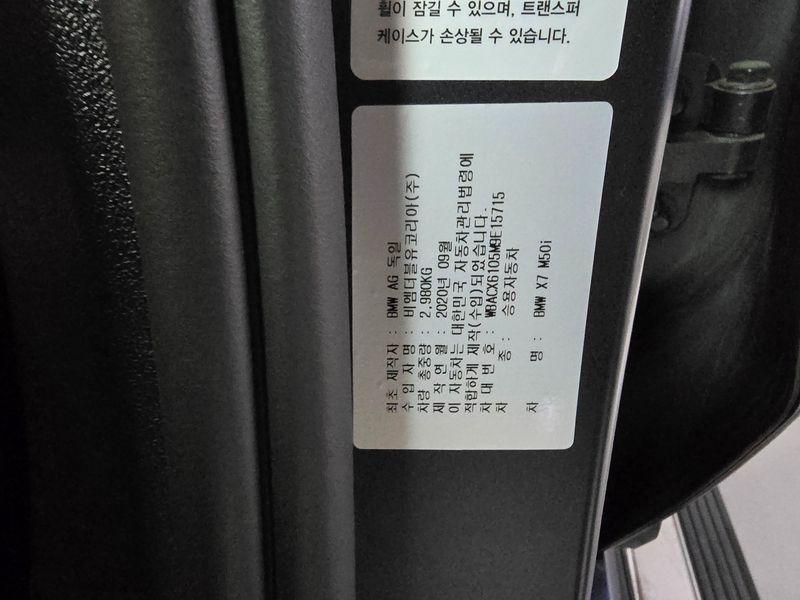 휠이 잠길 수 있으며, 트랜스퍼
케이스가 손상될 수 있습니다.
최초 제작자 : BMW AG 독일
수 입 자 명 : 비엠더블유코리아(주)
차량 총중량 : 2,980KG
제 작 연 월 : 2020년 09월
이 자동차는 대한민국 자동차관리법령에
적합하게 제작(수입)되었습니다.
차 대 번 호 : WBACX6105M9E15715
차 종 : 승용자동차
차 명 : BMW X7 M50i